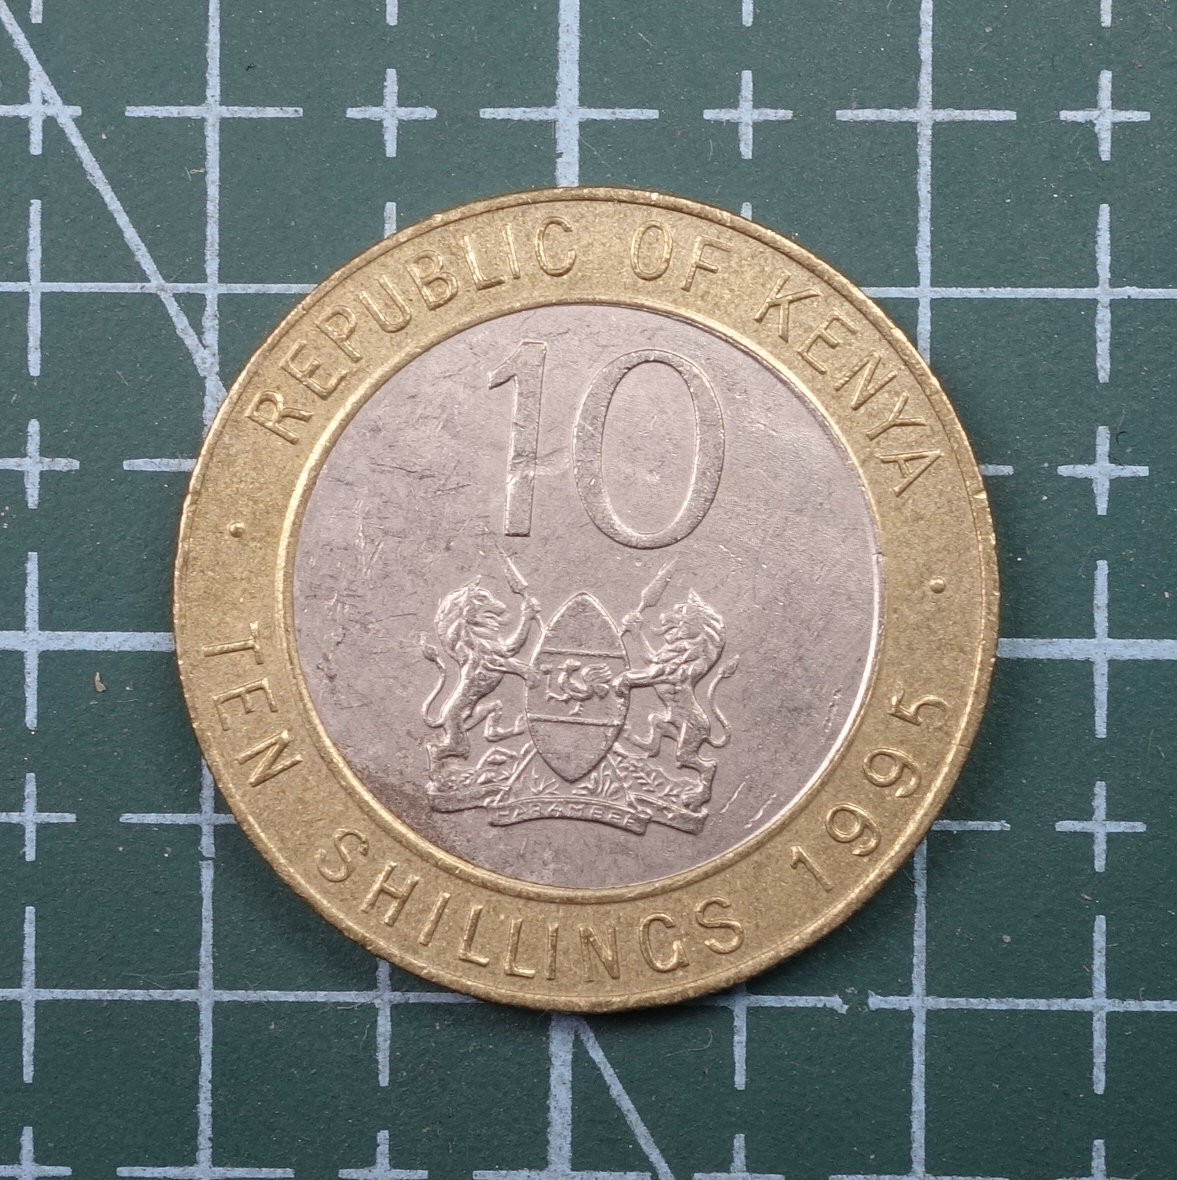 REPUBLIC OF KENYA
10
HARAMBEE
TEN SHILLINGS 1995